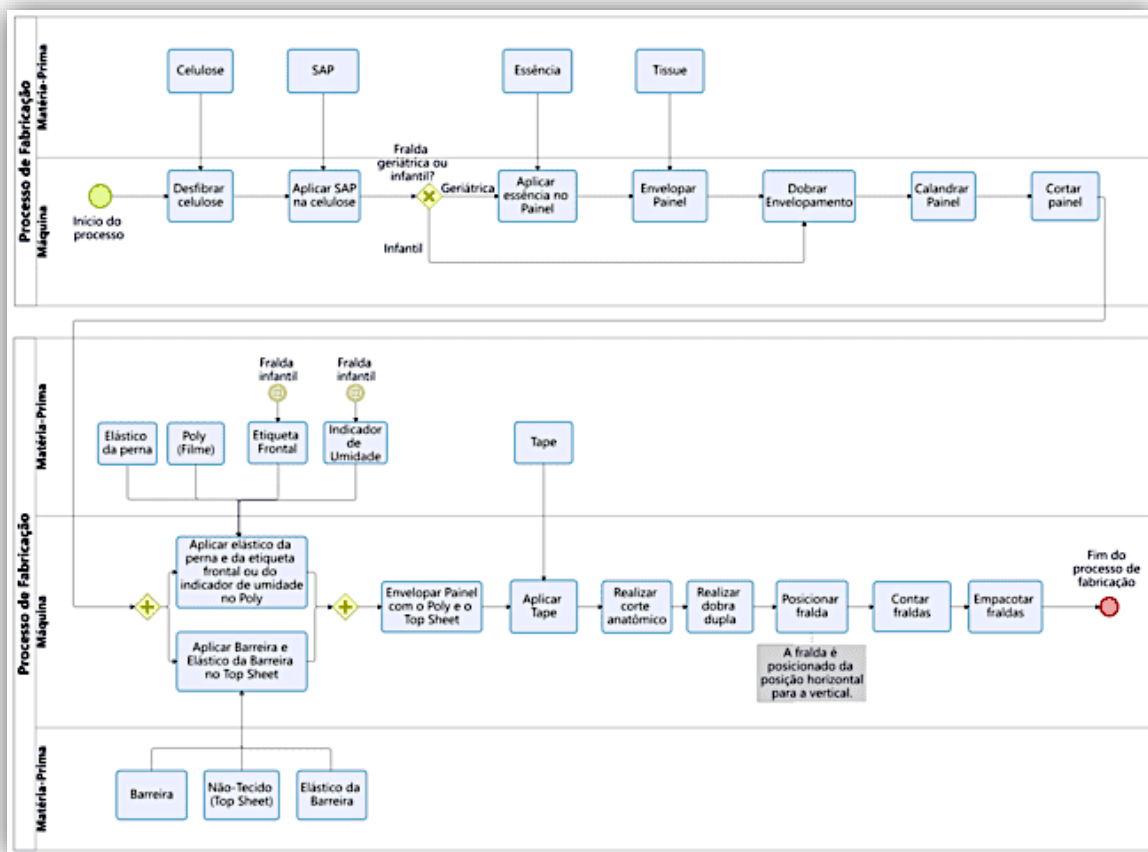 Processo de Fabricação
Matéria-Prima
Celulose
SAP
Essência
Tissue
Máquina
Início do
processo
Desfibrar
celulose
Aplicar SAP
na celulose
Fralda
geriátrica ou
infantil?
Geriátrica
Infantil
Aplicar
essência no
Painel
Envelopar
Painel
Dobrar
Envelopamento
Calandrar
Painel
Cortar
painel
Processo de Fabricação
Matéria-Prima
Fralda
infantil
Fralda
infantil
Elástico
da perna
Poly
(Filme)
Etiqueta
Frontal
Indicador
de
Umidade
Tape
Máquina
Aplicar elástico da
perna e da etiqueta
frontal ou do
indicador de umidade
no Poly
Aplicar Barreira e
Elástico da Barreira
no Top Sheet
Envelopar Painel
com o Poly e o
Top Sheet
Aplicar
Tape
Realizar
corte
anatômico
Realizar
dobra
dupla
Posicionar
fralda
A fralda é
posicionado da
posição horizontal
para a vertical.
Contar
fraldas
Empacotar
fraldas
Fim do
processo de
fabricação
Matéria-Prima
Barreira
Não-Tecido
(Top Sheet)
Elástico da
Barreira